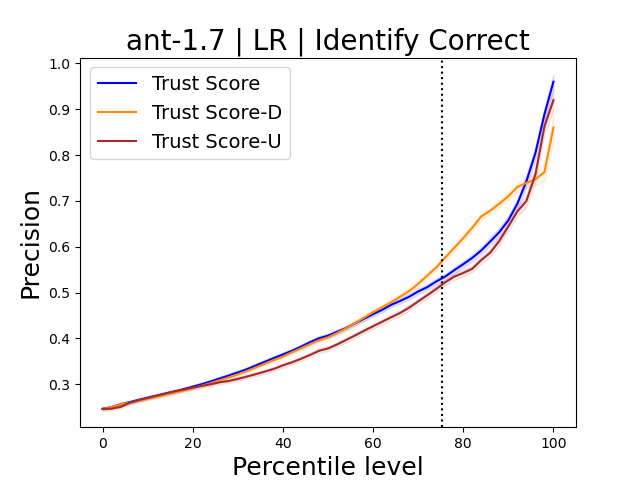 ant-1.7 | LR | Identify Correct
Trust Score
Trust Score-D
Trust Score-U
Precision
1.0
0.9
0.8
0.7
0.6
0.5
0.4
0.3
0 20 40 60 80 100
Percentile level